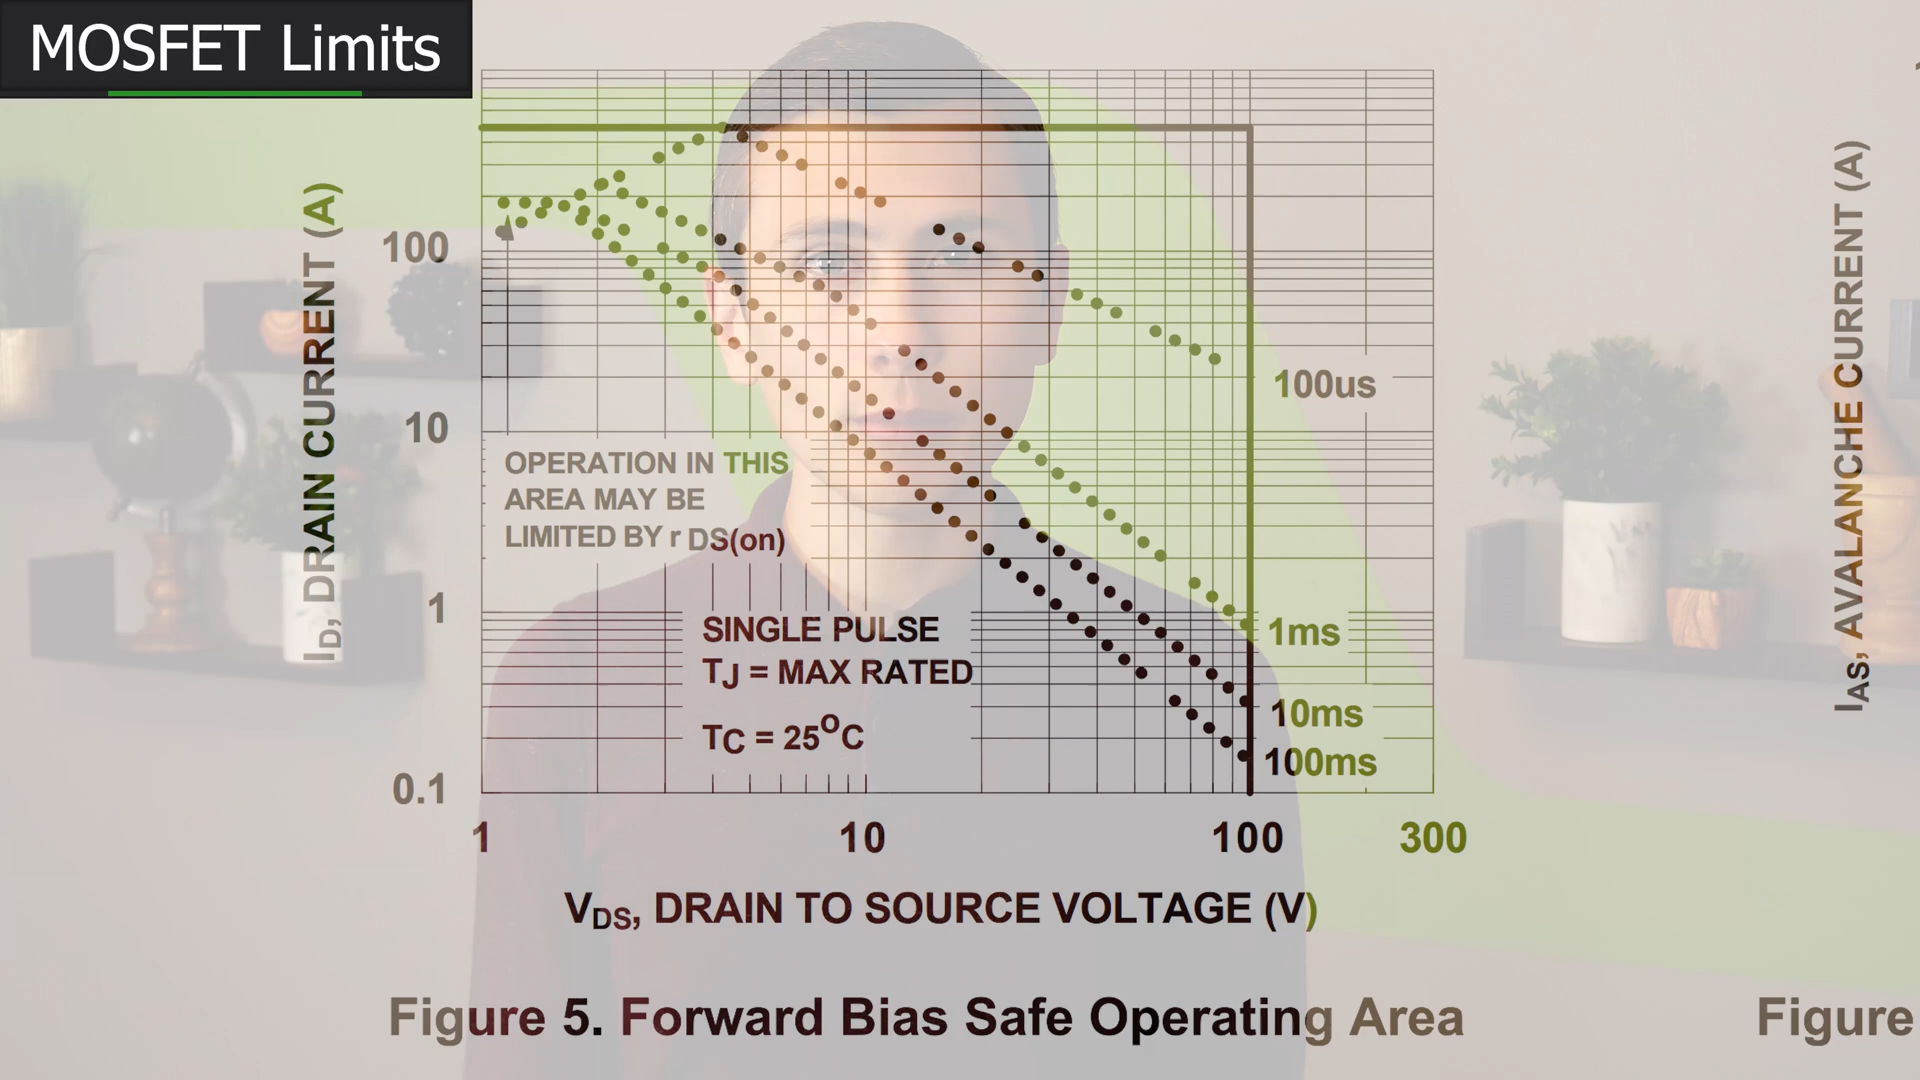 MOSFET Limits
ID, DRAIN CURRENT (A)
100
10
1
0.1
OPERATION IN THIS
AREA MAY BE
LIMITED BY r DS(on)
SINGLE PULSE
TJ = MAX RATED
TC = 25°C
100us
1ms
10ms
100ms
1
10
100
300
VDS, DRAIN TO SOURCE VOLTAGE (V)
Figure 5. Forward Bias Safe Operating Area
IAS, AVALANCHE CURRENT (A)
Figure